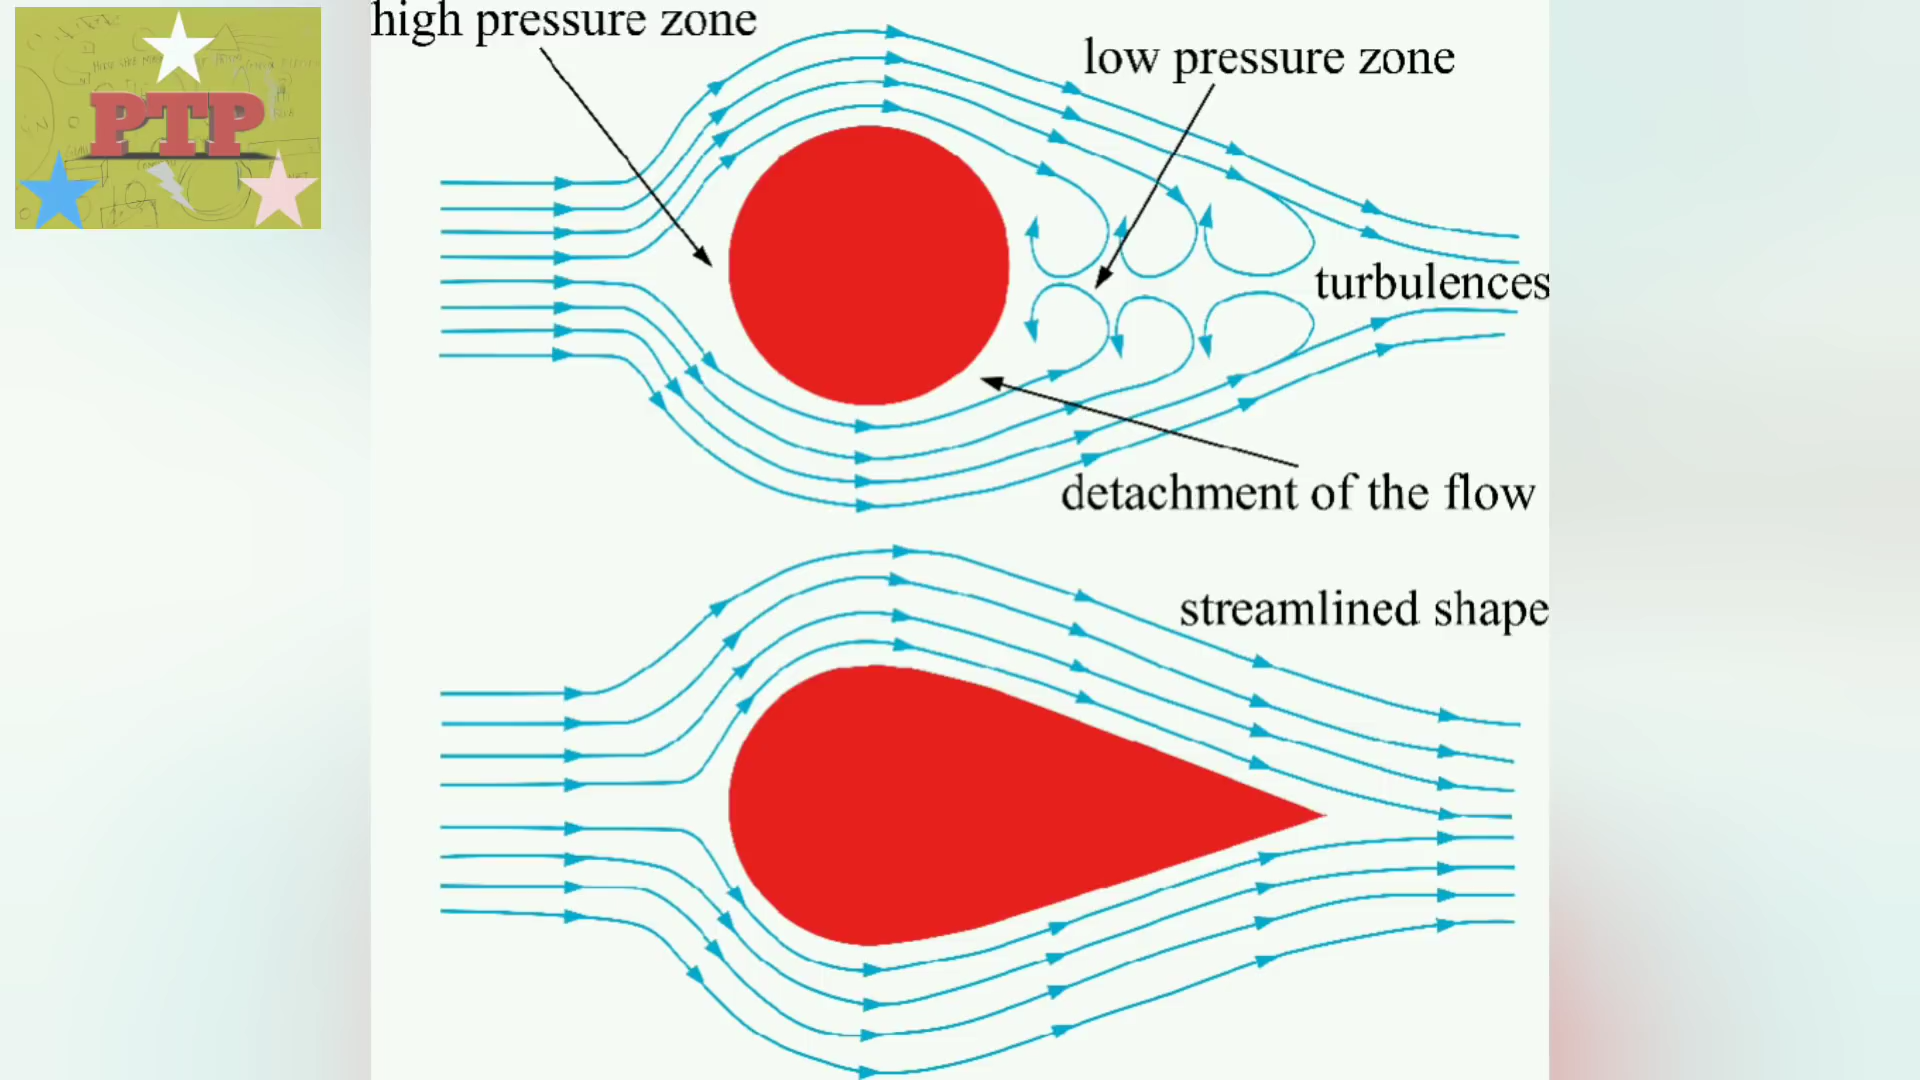 high pressure zone
low pressure zone
PTP
turbulences
detachment of the flow
streamlined shape